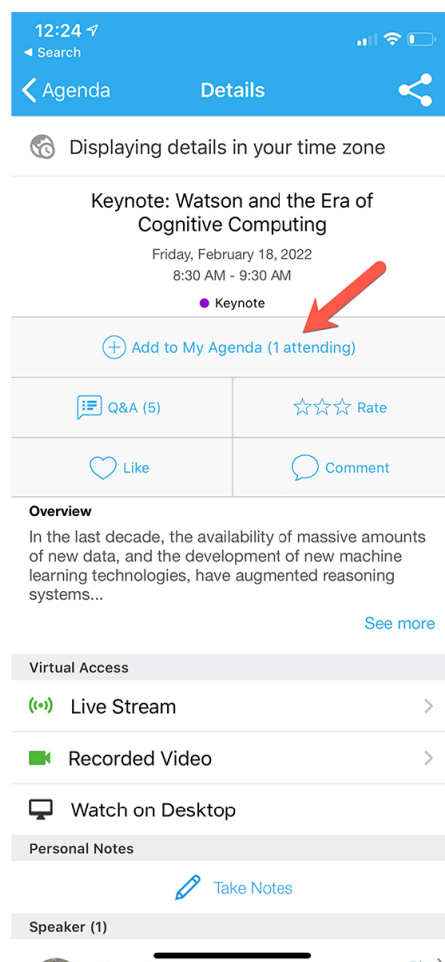 12:24
◀ Search
Agenda
Details
Displaying details in your time zone
Keynote: Watson and the Era of
Cognitive Computing
Friday, February 18, 2022
8:30 AM - 9:30 AM
Keynote
Add to My Agenda (1 attending)
Q&A (5)
Rate
Like
Comment
Overview
In the last decade, the availability of massive amounts
of new data, and the development of new machine
learning technologies, have augmented reasoning
systems...
See more
Virtual Access
Live Stream
Recorded Video
Watch on Desktop
Personal Notes
Take Notes
Speaker (1)